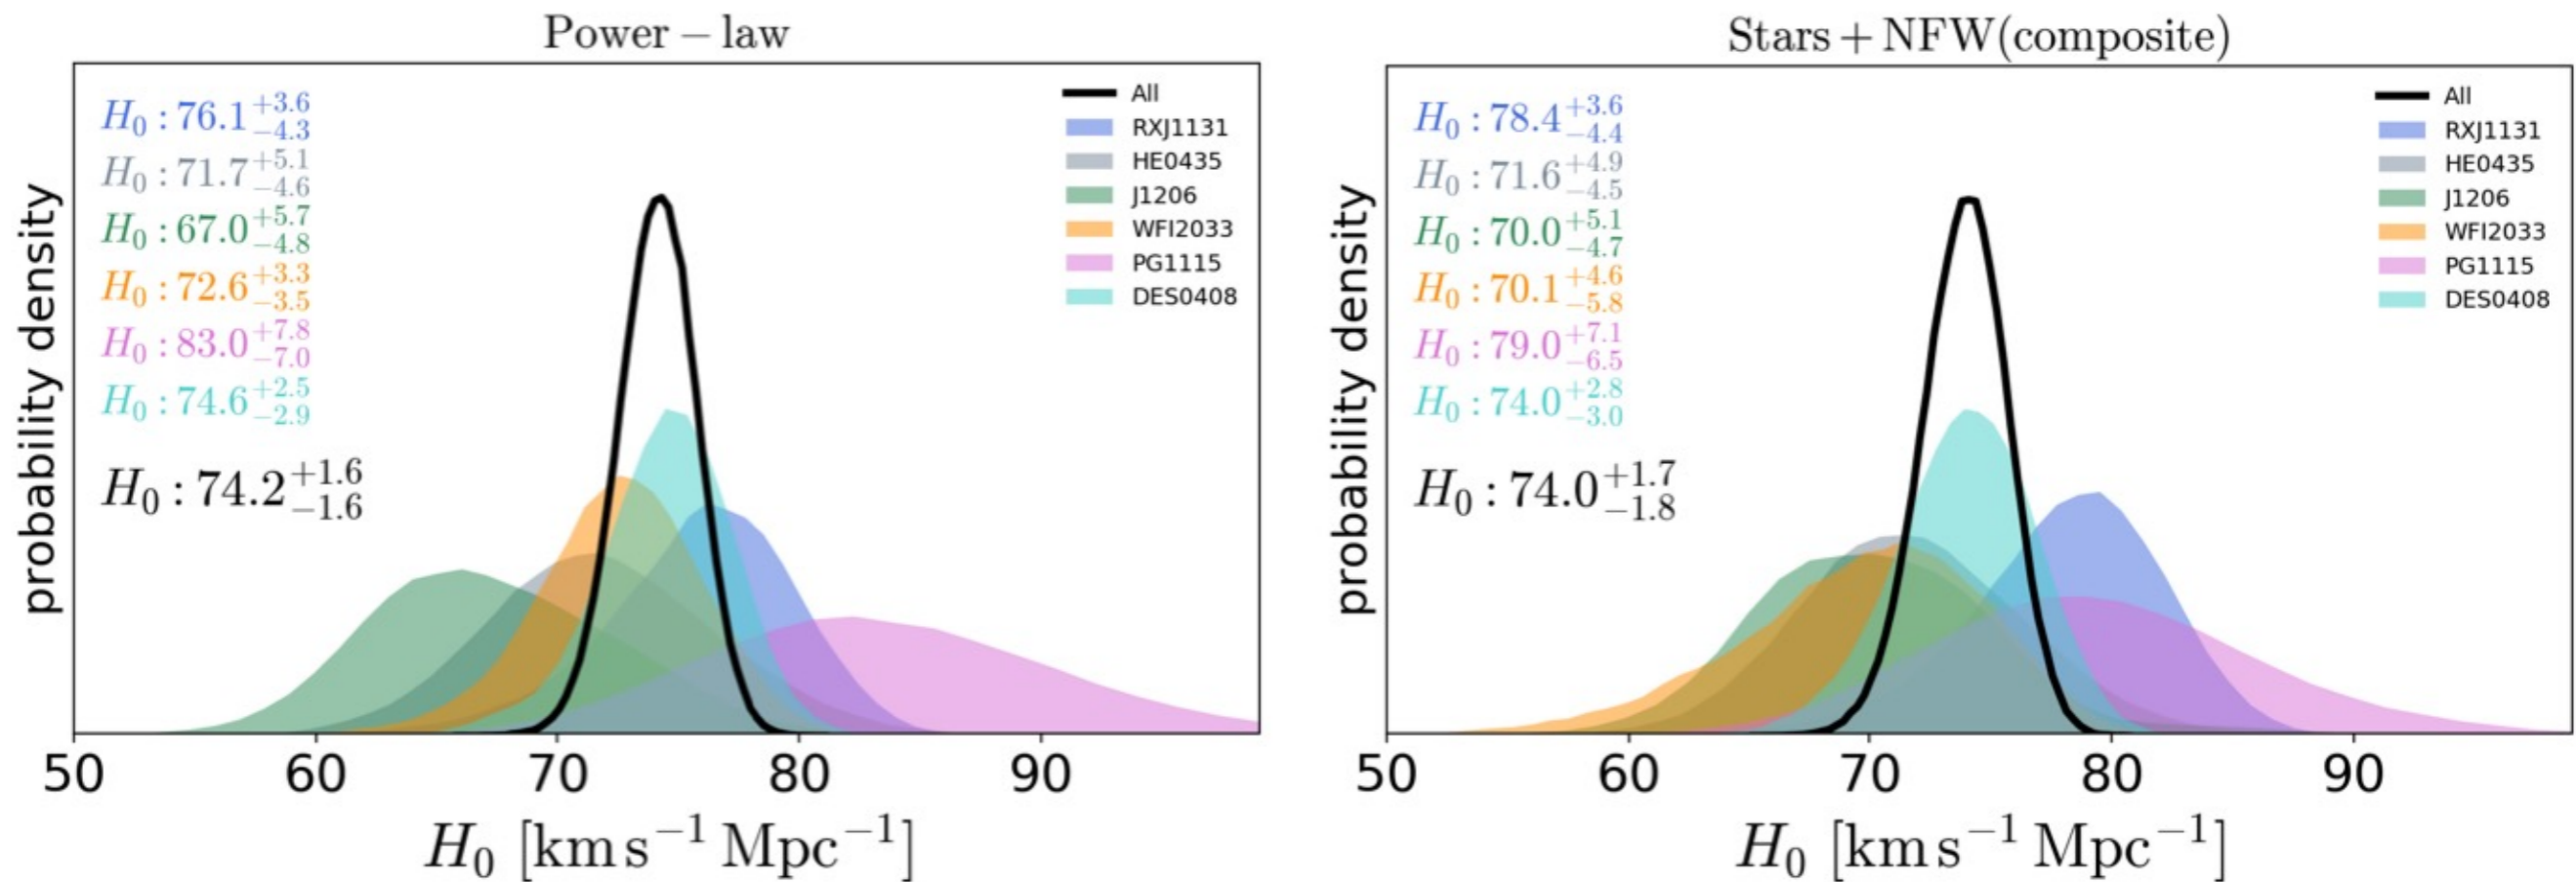 Power − law
H₀ : 76.1 +3.6 −4.3
H₀ : 71.7 +5.1 −4.6
H₀ : 67.0 +5.7 −4.8
H₀ : 72.6 +3.3 −3.5
H₀ : 83.0 +7.8 −7.0
H₀ : 74.6 +2.5 −2.9
H₀ : 74.2 +1.6 −1.6
All
RXJ1131
HE0435
J1206
WFI2033
PG1115
DES0408
probability density
50 60 70 80 90
H₀ [km s⁻¹ Mpc⁻¹]
Stars + NFW(composite)
H₀ : 78.4 +3.6 −4.4
H₀ : 71.6 +4.9 −4.5
H₀ : 70.0 +5.1 −4.7
H₀ : 70.1 +4.6 −5.8
H₀ : 79.0 +7.1 −6.5
H₀ : 74.0 +2.8 −3.0
H₀ : 74.0 +1.7 −1.8
All
RXJ1131
HE0435
J1206
WFI2033
PG1115
DES0408
probability density
50 60 70 80 90
H₀ [km s⁻¹ Mpc⁻¹]